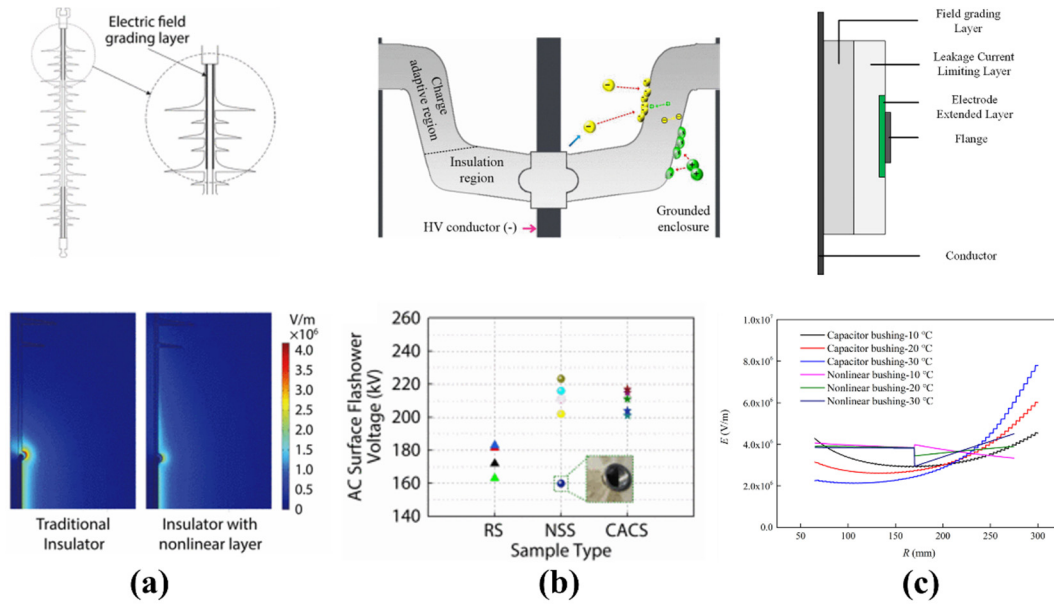 Electric field
grading layer
Charge
adaptive region
Insulation
region
HV conductor (-)
Grounded
enclosure
Field grading
Layer
Leakage Current
Limiting Layer
Electrode
Extended Layer
Flange
Conductor
V/m
×10⁶
4.0
3.5
3.0
2.5
2.0
1.5
1.0
0.5
0
Traditional
Insulator
Insulator with
nonlinear layer
(a)
AC Surface Flashower
Voltage (kV)
260
240
220
200
180
160
140
RS NSS CACS
Sample Type
(b)
E (V/m)
1.0x10⁷
8.0x10⁶
6.0x10⁶
4.0x10⁶
2.0x10⁶
0.0
Capacitor bushing-10 °C
Capacitor bushing-20 °C
Capacitor bushing-30 °C
Nonlinear bushing-10 °C
Nonlinear bushing-20 °C
Nonlinear bushing-30 °C
50 100 150 200 250 300
R (mm)
(c)